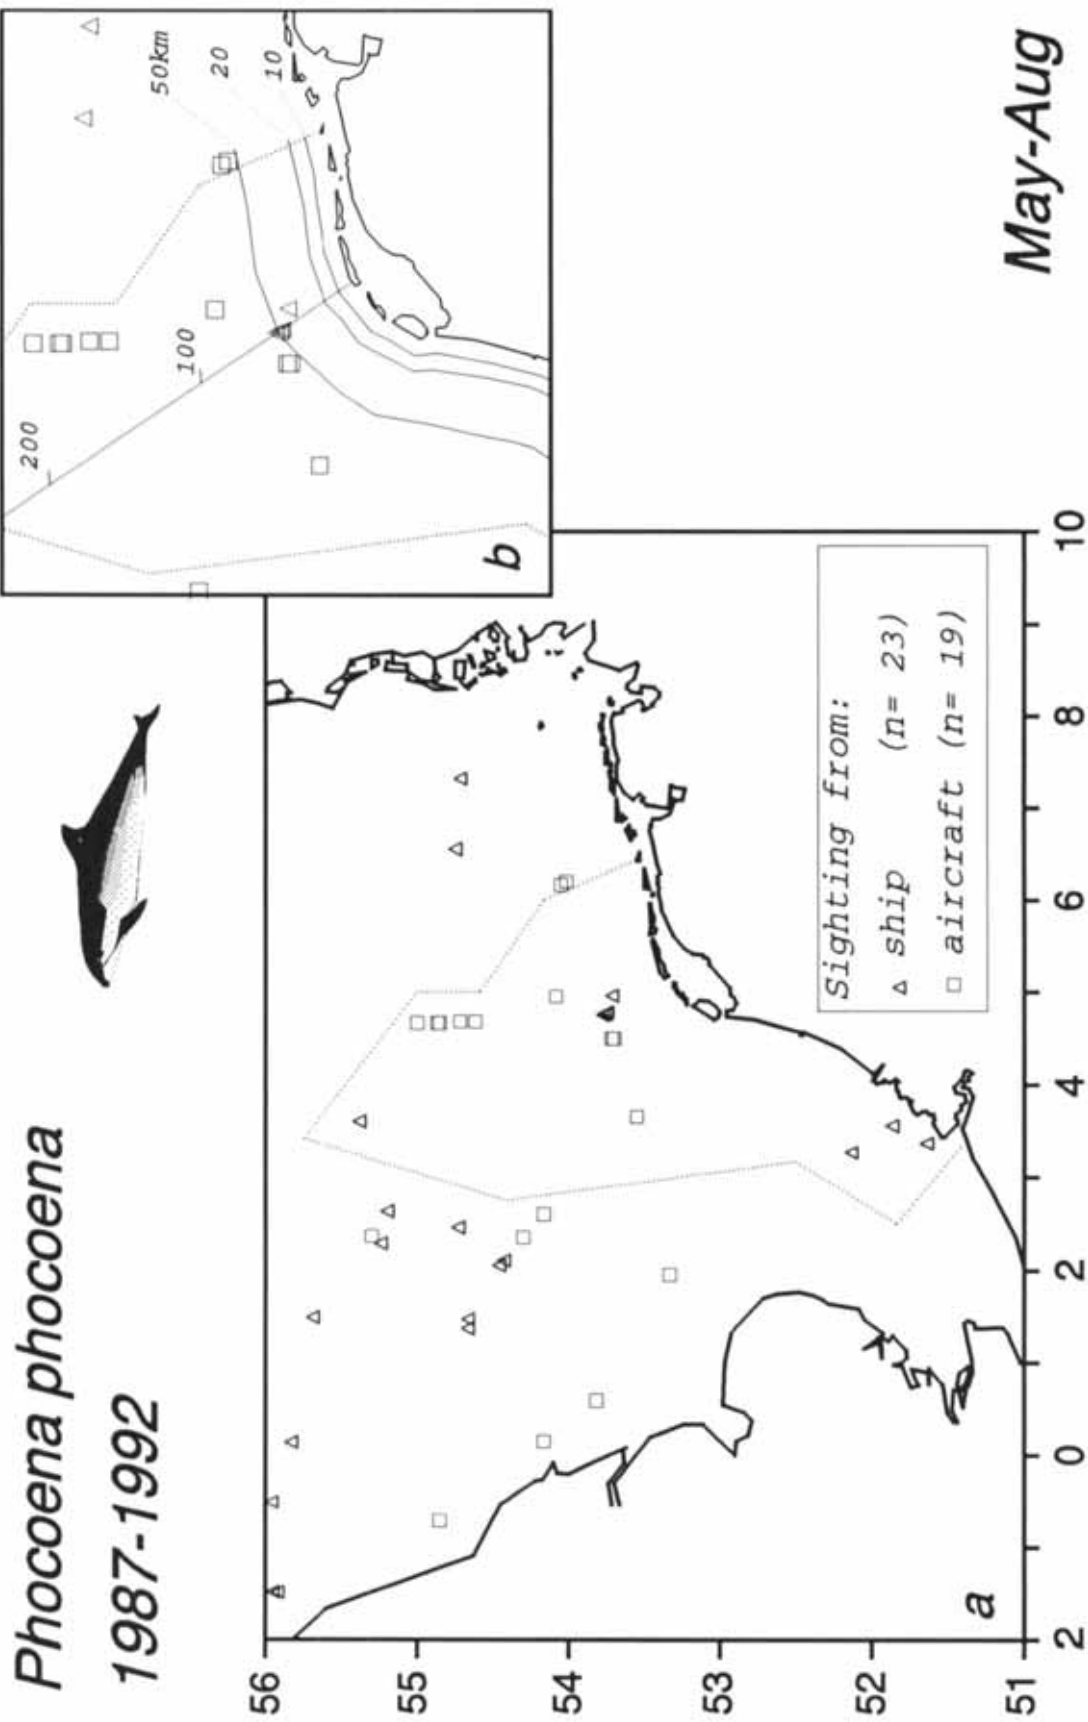 Phocoena phocoena
1987-1992
May-Aug
200
100
50km
20
10
b
56
55
54
53
52
51
2
0
2
4
6
8
10
a
Sighting from:
ship (n= 23)
aircraft (n= 19)